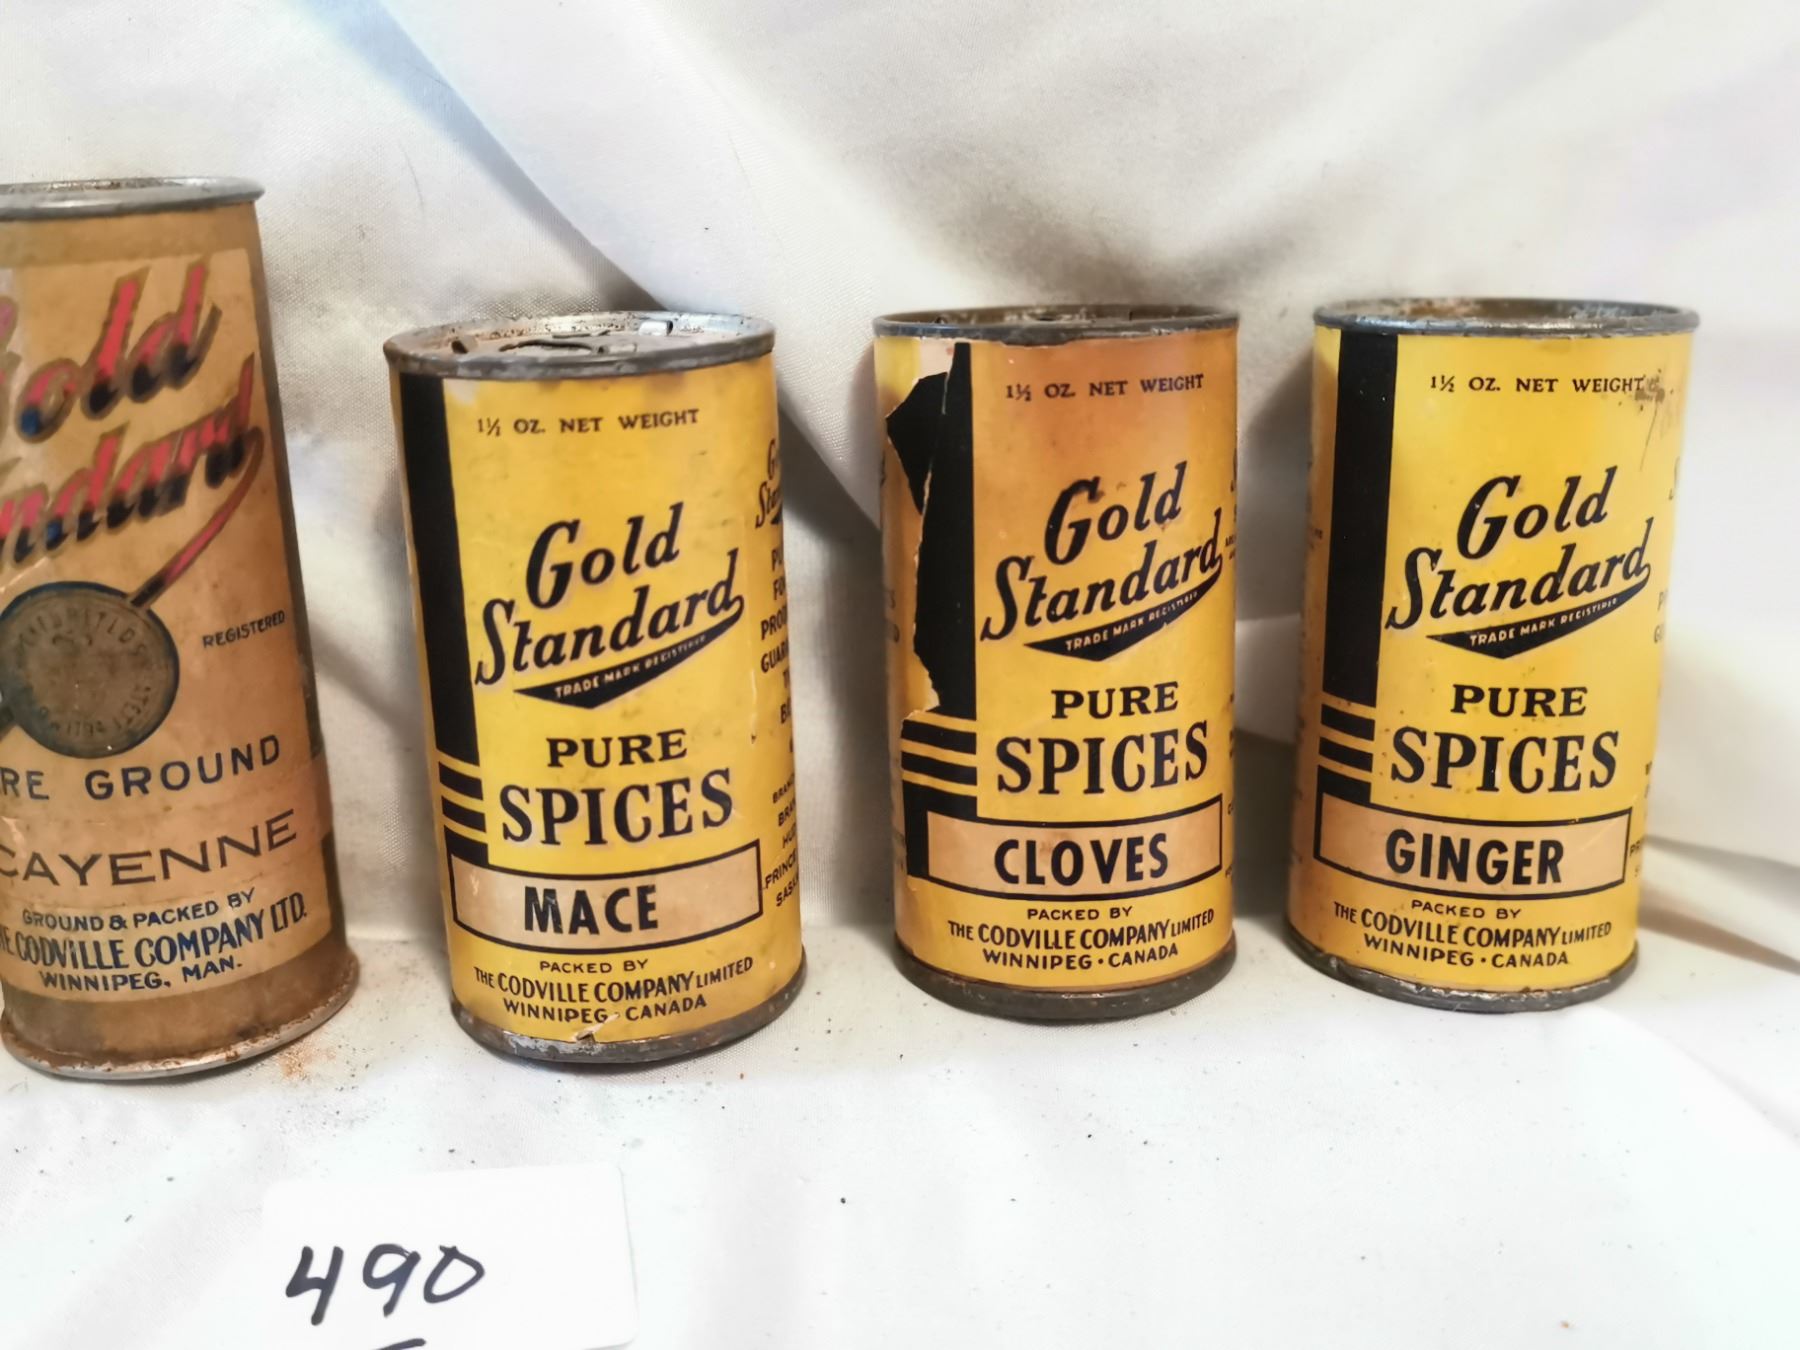 Gold
Standard
REGISTERED
GROUND
CAYENNE
GROUND & PACKED BY
CODVILLE COMPANY LTD.
WINNIPEG, MAN.
1½ OZ. NET WEIGHT
Gold
Standard
TRADE MARK REGISTERED
PURE
SPICES
MACE
PACKED BY
THE CODVILLE COMPANY LIMITED
WINNIPEG · CANADA
1½ OZ. NET WEIGHT
Gold
Standard
TRADE MARK REGISTERED
PURE
SPICES
CLOVES
PACKED BY
THE CODVILLE COMPANY LIMITED
WINNIPEG · CANADA
1½ OZ. NET WEIGHT
Gold
Standard
TRADE MARK REGISTERED
PURE
SPICES
GINGER
PACKED BY
THE CODVILLE COMPANY LIMITED
WINNIPEG · CANADA
490